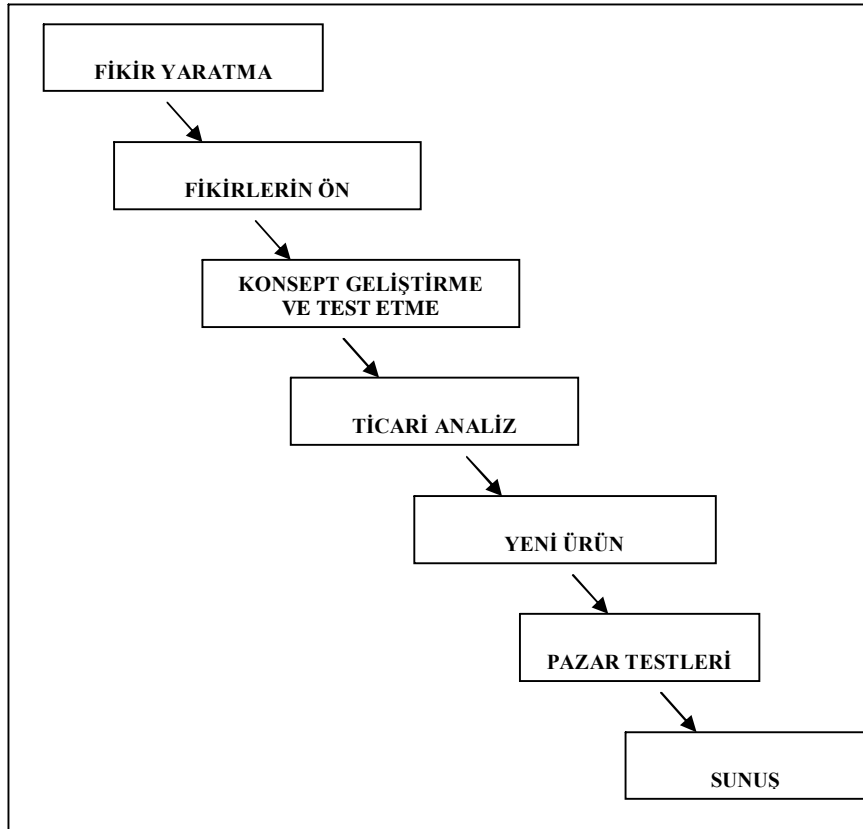 FİKİR YARATMA
FİKİRLERİN ÖN
KONSEPT GELİŞTİRME
VE TEST ETME
TİCARİ ANALİZ
YENİ ÜRÜN
PAZAR TESTLERİ
SUNUŞ